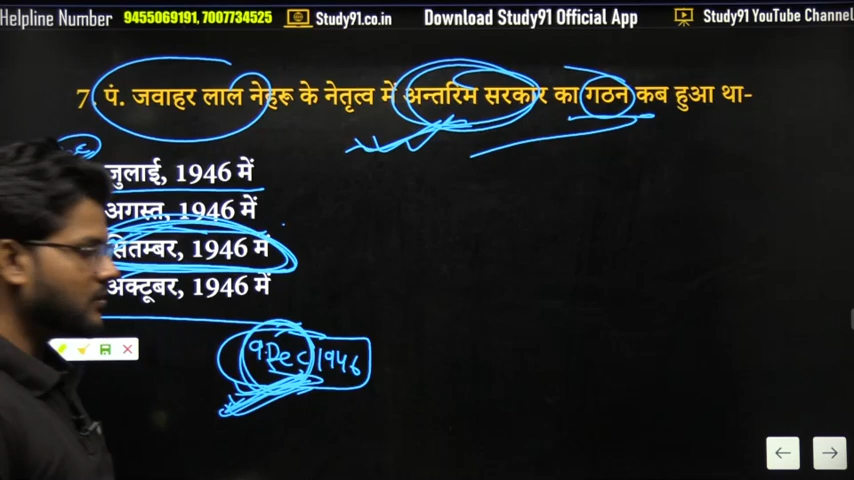 Helpline Number 9455069191, 7007734525 Study91.co.in Download Study91 Official App Study91 YouTube Channel
7. पं. जवाहर लाल नेहरू के नेतृत्व में अन्तरिम सरकार का गठन कब हुआ था-
जुलाई, 1946 में
अगस्त, 1946 में
सितम्बर, 1946 में
अक्टूबर, 1946 में
9 Dec 1946